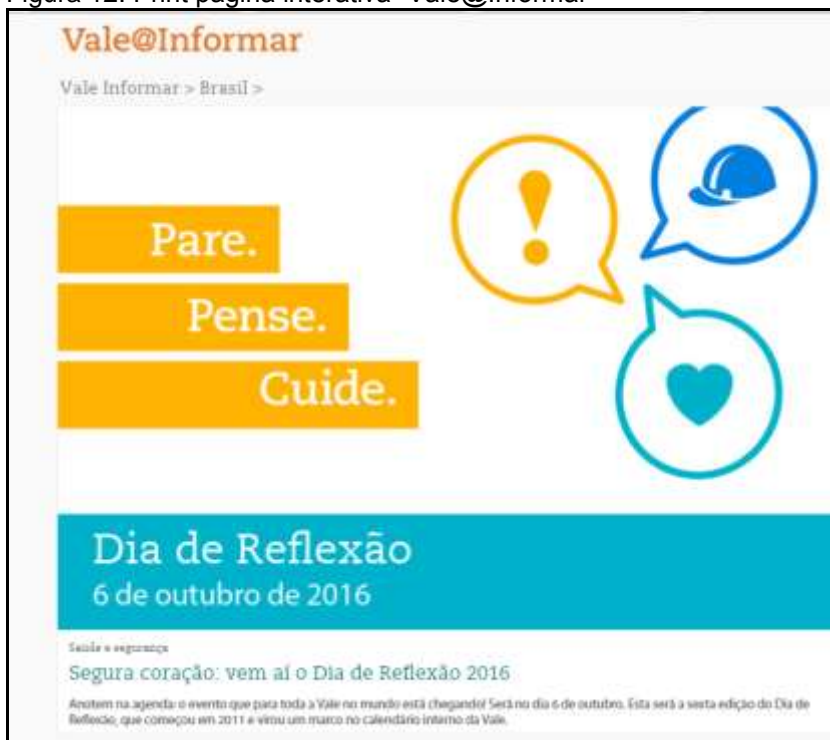 Figura 12: Print página interativa "Vale@Informar"
Vale@Informar
Vale Informar > Brasil >
Pare.
Pense.
Cuide.
Dia de Reflexão
6 de outubro de 2016
Saúde e segurança
Segura coração: vem aí o Dia de Reflexão 2016
Anotem na agenda: o evento que para toda a Vale no mundo está chegando! Será no dia 6 de outubro. Esta será a sexta edição do Dia de
Reflexão, que começou em 2011 e virou um marco no calendário interno da Vale.